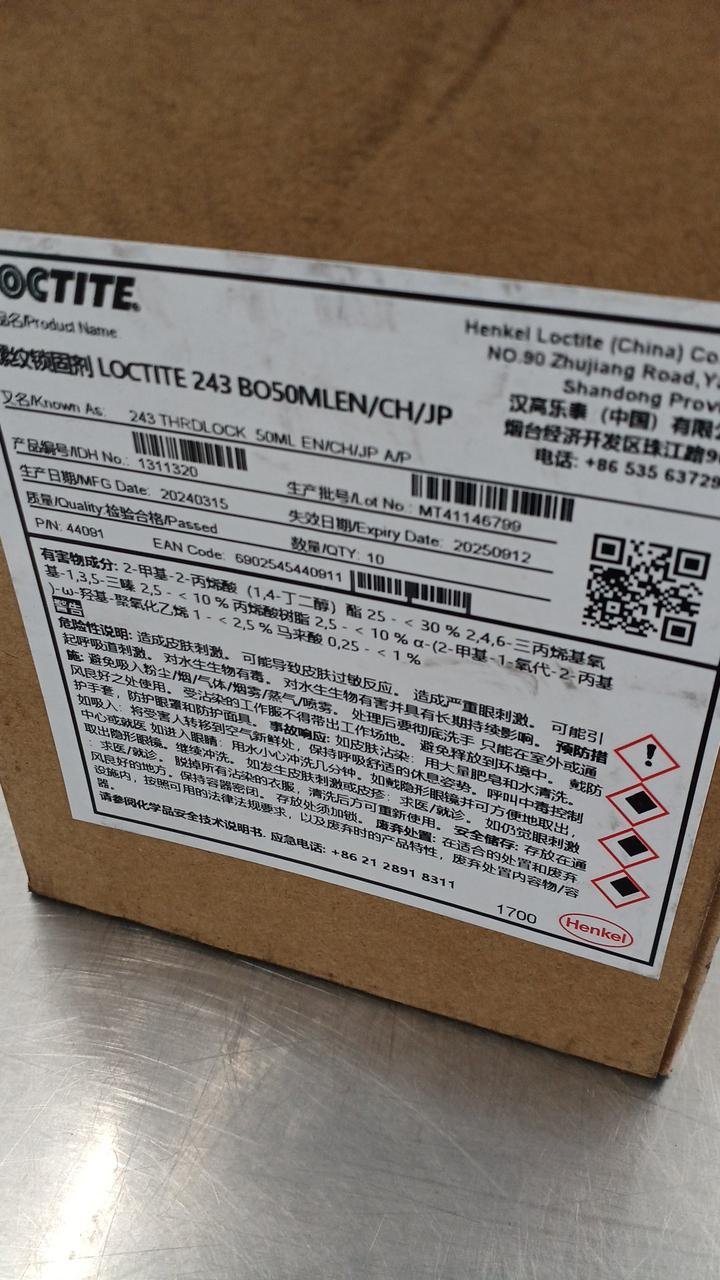 OCTITE.
品名/Product Name
Henkel Loctite (China) Co
NO.90 Zhujiang Road,
Shandong Prov
纹锁固剂 LOCTITE 243 BO50MLEN/CH/JP
汉高乐泰（中国）有限
烟台经济开发区珠江路9
电话: +86 535 63729
又名/Known As: 243 THRDLOCK 50ML EN/CH/JP A/P
产品编号/IDH No.: 1311320
生产批号/Lot No.: MT41146799
生产日期/MFG Date: 20240315
失效日期/Expiry Date: 20250912
质量/Quality:检验合格/Passed
数量/QTY: 10
P/N: 44091
EAN Code: 6902545440911
有害物成分: 2-甲基-2-丙烯酸（1,4-丁二醇）酯 25 - < 30 % 2,4,6-三丙烯基氧
基-1,3,5-三嗪 2,5 - < 10 % 丙烯酸树脂 2,5 - < 10 % α-(2-甲基-1-氧代-2-丙基
)-ω-羟基-聚氧化乙烯 1 - < 2,5 % 马来酸 0,25 - < 1 %
警告
危险性说明: 造成皮肤刺激。 可能导致皮肤过敏反应。 造成严重眼刺激。 可能引
起呼吸道刺激。 对水生生物有毒。 对水生生物有害并具有长期持续影响。 预防措
施: 避免吸入粉尘/烟/气体/烟雾/蒸气/喷雾。 处理后要彻底洗手 只能在室外或通
风良好之处使用。 受沾染的工作服不得带出工作场地。 避免释放到环境中。 戴防
护手套，防护眼罩和防护面具。 事故响应: 如皮肤沾染: 用大量肥皂和水清洗。
如吸入: 将受害人转移到空气新鲜处，保持呼吸舒适的休息姿势。 呼叫中毒控制
中心或就医 如进入眼睛: 用水小心冲洗几分钟。如戴隐形眼镜并可方便地取出，
取出隐形眼镜。继续冲洗。 如发生皮肤刺激或皮疹: 求医/就诊。 如仍觉眼刺激
: 求医/就诊。 脱掉所有沾染的衣服，清洗后方可重新使用。 安全储存: 存放在通
风良好的地方。保持容器密闭。 存放处须加锁。 废弃处置: 在适合的处置和废弃
设施内，按照可用的法律法规要求，以及废弃时的产品特性，废弃处置内容物/容
器。
请参阅化学品安全技术说明书. 应急电话: +86 21 2891 8311
1700
Henkel